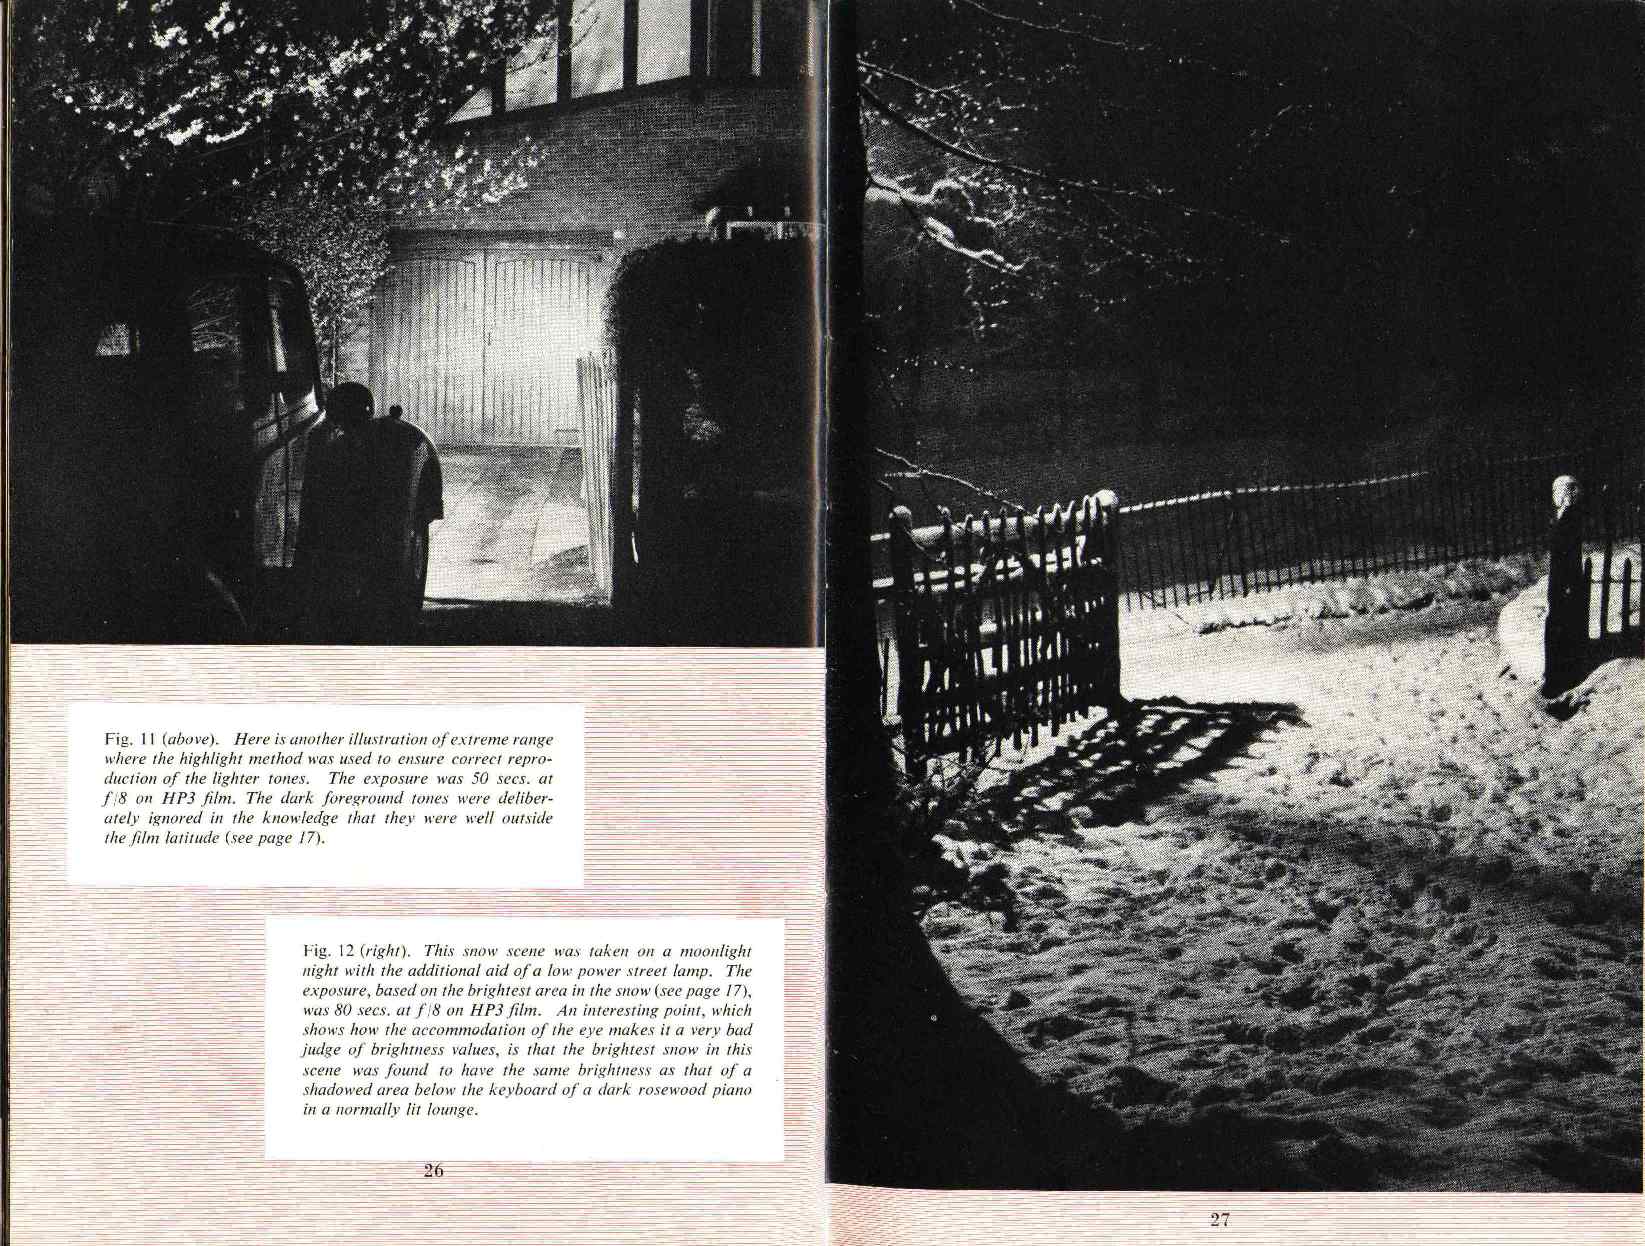 Fig. 11 (above). Here is another illustration of extreme range
where the highlight method was used to ensure correct repro-
duction of the lighter tones. The exposure was 50 secs. at
f/8 on HP3 film. The dark foreground tones were deliber-
ately ignored in the knowledge that they were well outside
the film latitude (see page 17).
Fig. 12 (right). This snow scene was taken on a moonlight
night with the additional aid of a low power street lamp. The
exposure, based on the brightest area in the snow (see page 17),
was 80 secs. at f/8 on HP3 film. An interesting point, which
shows how the accommodation of the eye makes it a very bad
judge of brightness values, is that the brightest snow in this
scene was found to have the same brightness as that of a
shadowed area below the keyboard of a dark rosewood piano
in a normally lit lounge.
26
27